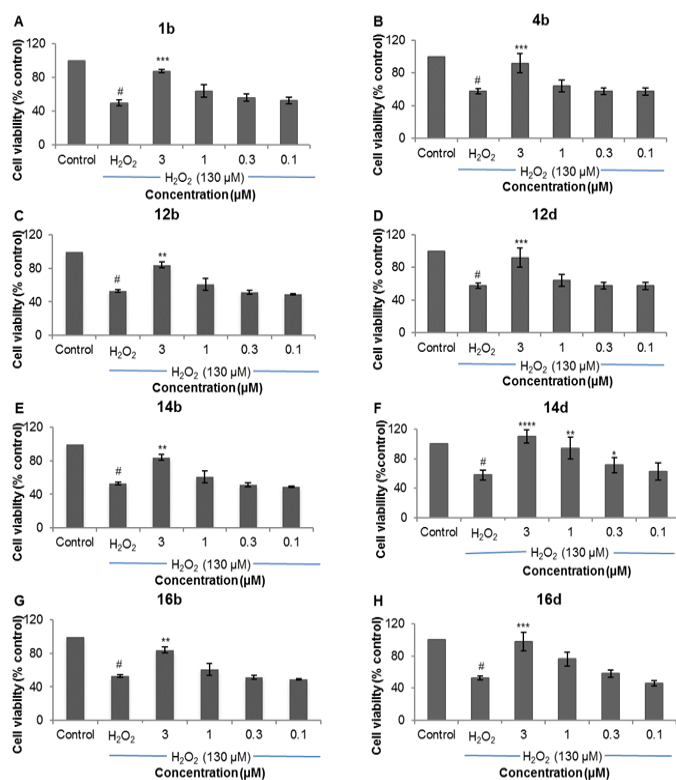 A
1b
Cell viability (% control)
120
80
40
0
#
***
Control
H₂O₂
3
1
0.3
0.1
H₂O₂ (130 µM)
Concentration(µM)
B
4b
Cell viability (% control)
120
80
40
0
#
***
Control
H₂O₂
3
1
0.3
0.1
H₂O₂ (130 µM)
Concentration(µM)
C
12b
Cell viability (% control)
120
80
40
0
#
**
Control
H₂O₂
3
1
0.3
0.1
H₂O₂ (130 µM)
Concentration(µM)
D
12d
Cell viability (% control)
120
80
40
0
#
***
Control
H₂O₂
3
1
0.3
0.1
H₂O₂ (130 µM)
Concentration(µM)
E
14b
Cell viability (% control)
120
80
40
0
#
**
Control
H₂O₂
3
1
0.3
0.1
H₂O₂ (130 µM)
Concentration(µM)
F
14d
Cell viability (%control)
120
80
40
0
#
****
**
*
Control
H₂O₂
3
1
0.3
0.1
H₂O₂ (130 µM)
Concentration(µM)
G
16b
Cell viability (% control)
120
80
40
0
#
**
Control
H₂O₂
3
1
0.3
0.1
H₂O₂ (130 µM)
Concentration(µM)
H
16d
Cell viability (% control)
120
80
40
0
#
***
Control
H₂O₂
3
1
0.3
0.1
H₂O₂ (130 µM)
Concentration(µM)